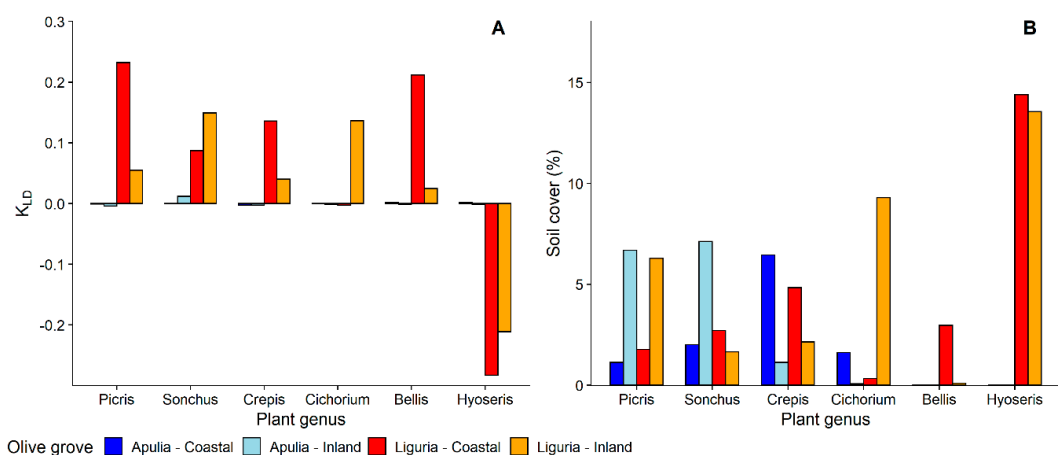 A
0.3
0.2
0.1
0.0
-0.1
-0.2
K_LD
Picris Sonchus Crepis Cichorium Bellis Hyoseris
Plant genus
B
15
10
5
0
Soil cover (%)
Picris Sonchus Crepis Cichorium Bellis Hyoseris
Plant genus
Olive grove Apulia - Coastal Apulia - Inland Liguria - Coastal Liguria - Inland